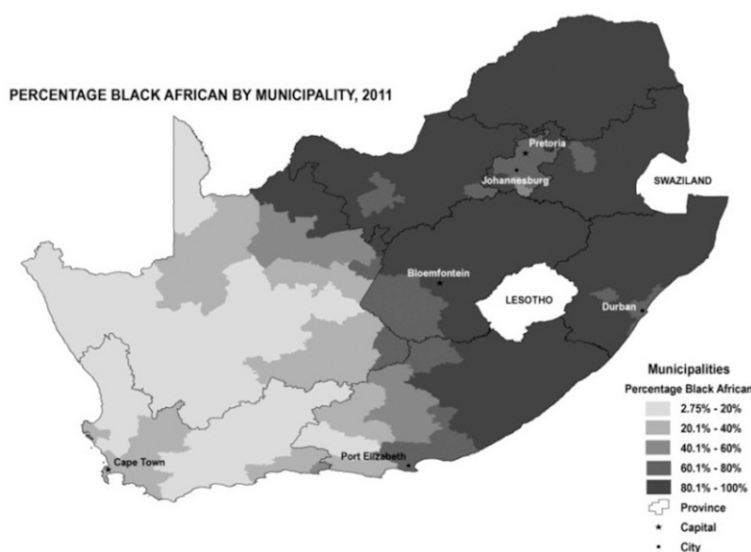 PERCENTAGE BLACK AFRICAN BY MUNICIPALITY, 2011
Pretoria
Johannesburg
SWAZILAND
Bloemfontein
LESOTHO
Durban
Port Elizabeth
Cape Town
Municipalities
Percentage Black African
2.75% - 20%
20.1% - 40%
40.1% - 60%
60.1% - 80%
80.1% - 100%
Province
Capital
City